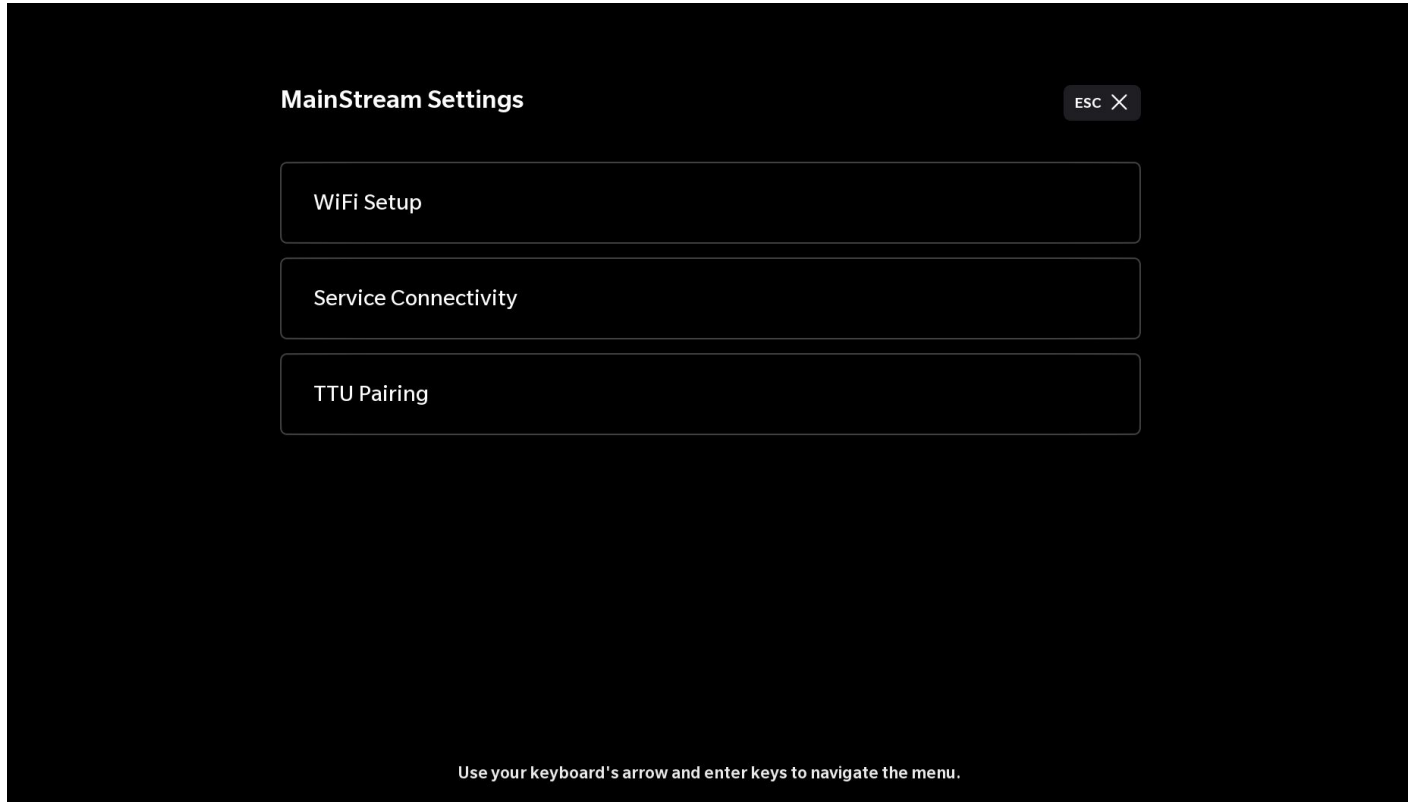 MainStream Settings
ESC
WiFi Setup
Service Connectivity
TTU Pairing
Use your keyboard's arrow and enter keys to navigate the menu.